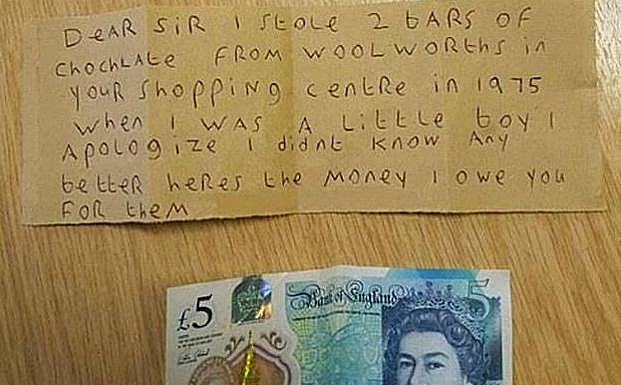 DEAR SIR I STOLE 2 BARS OF
CHOCHLATE FROM WOOLWORTHS in
YOUR Shopping centRe in 1975
when I WAS A Little boy I
Apologize I didnt know Any
betteR heRes the money I owe you
FOR them
£5
Bank of England
5